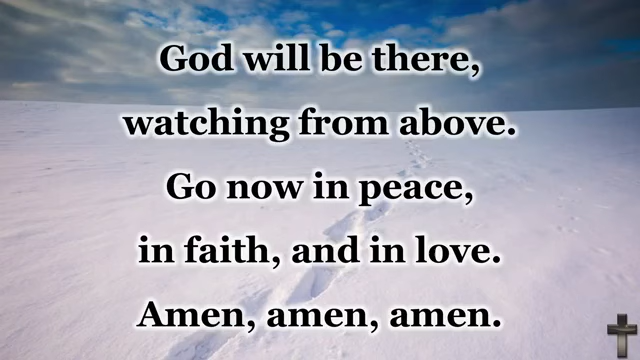 God will be there,
watching from above.
Go now in peace,
in faith, and in love.
Amen, amen, amen.